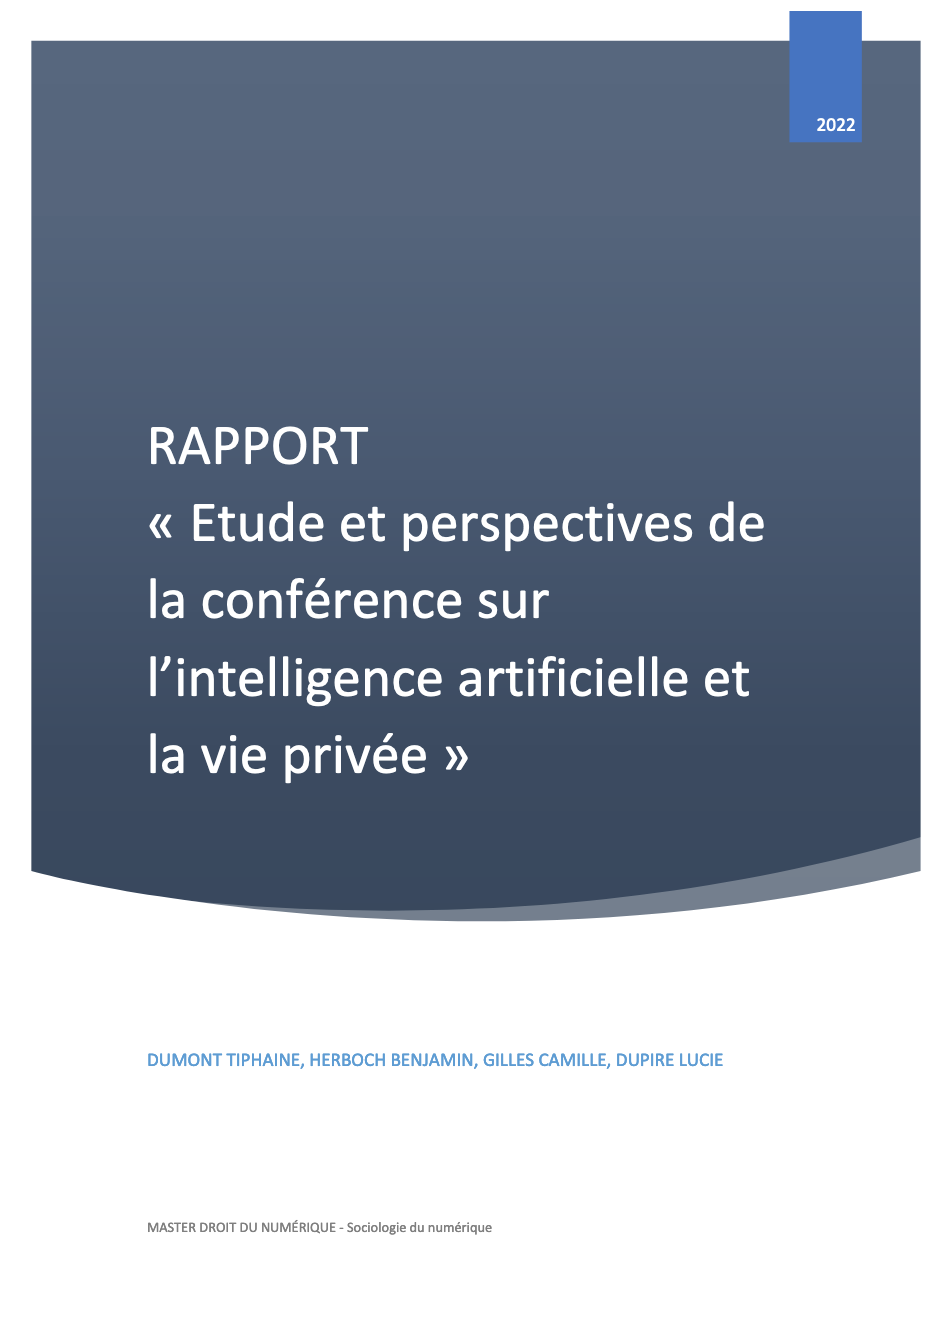 2022
RAPPORT
« Etude et perspectives de
la conférence sur
l’intelligence artificielle et
la vie privée »
DUMONT TIPHAINE, HERBOCH BENJAMIN, GILLES CAMILLE, DUPIRE LUCIE
MASTER DROIT DU NUMÉRIQUE - Sociologie du numérique